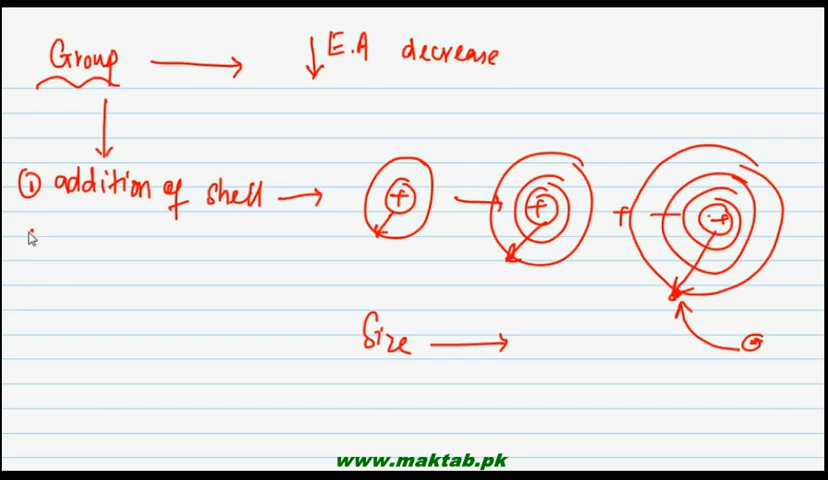 Group → ↓ E.A decrease
① addition of shell →
Size →
www.maktab.pk